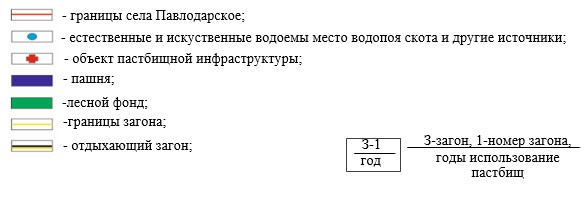 - границы села Павлодарское;
- естественные и искуственные водоемы место водопоя скота и другие источники;
- объект пастбищной инфраструктуры;
- пашня;
-лесной фонд;
-границы загона;
- отдыхающий загон;
З-1
год
З-загон, 1-номер загона,
годы использование
пастбищ